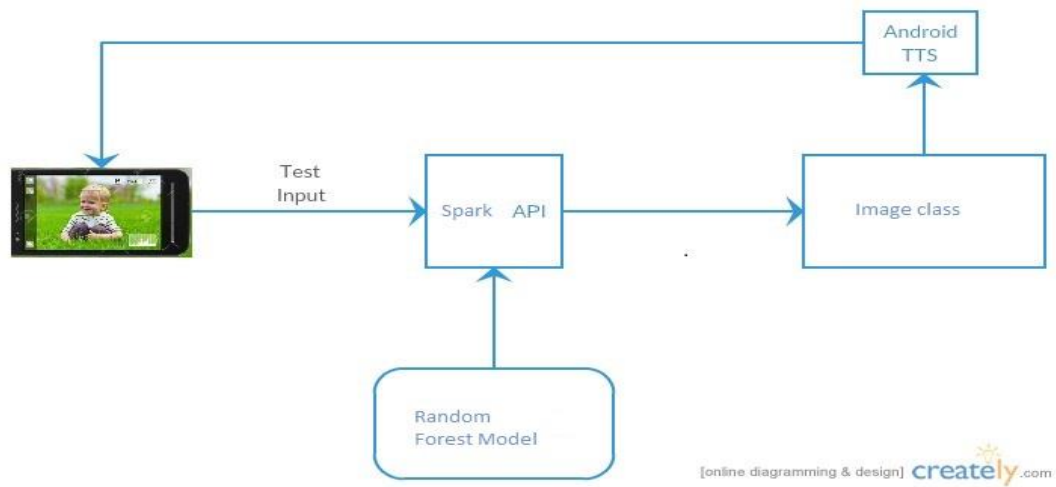 Android
TTS
Test
Input
Spark API
Image class
Random
Forest Model
[online diagramming & design] creately.com